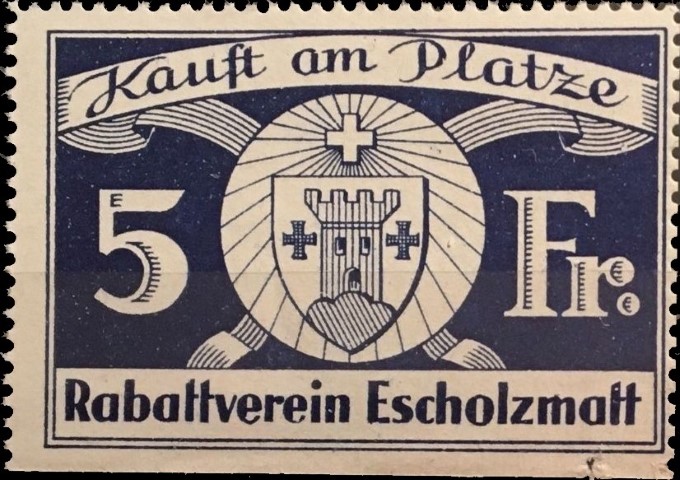 Kauft am Platze
5 Fr.
Rabattverein Escholzmatt